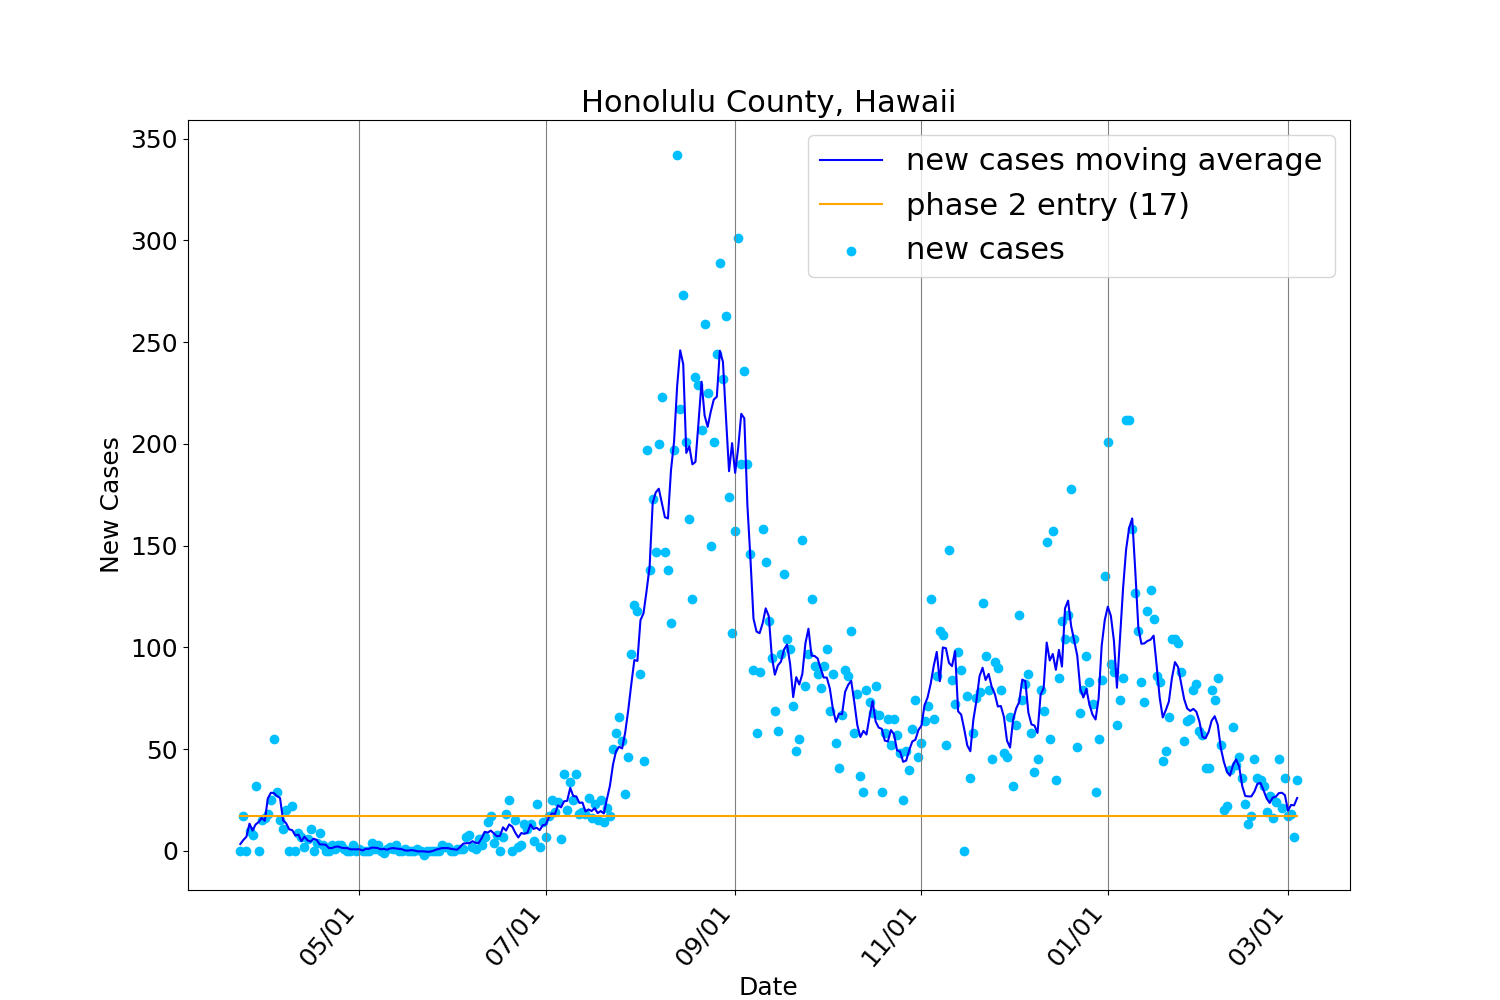 Honolulu County, Hawaii
350
300
250
200
150
100
50
0
New Cases
new cases moving average
phase 2 entry (17)
new cases
05/01
07/01
09/01
11/01
01/01
03/01
Date